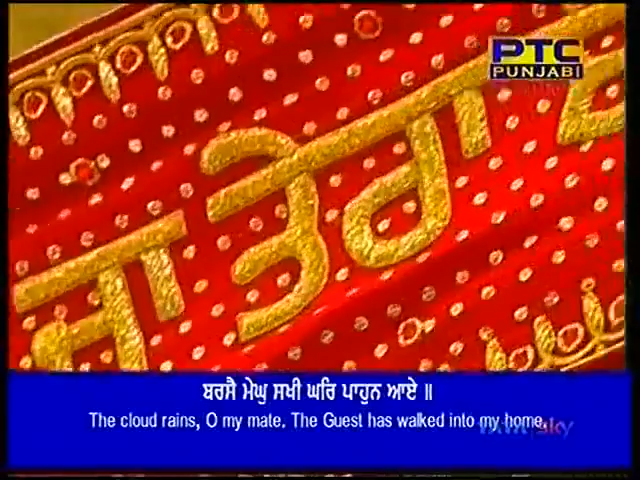 PTC
PUNJABI
ਤੇਰਾ
ਬਰਸੈ ਮੇਘੁ ਸਖੀ ਘਰਿ ਪਾਹੁਨ ਆਏ ॥
The cloud rains, O my mate. The Guest has walked into my home.